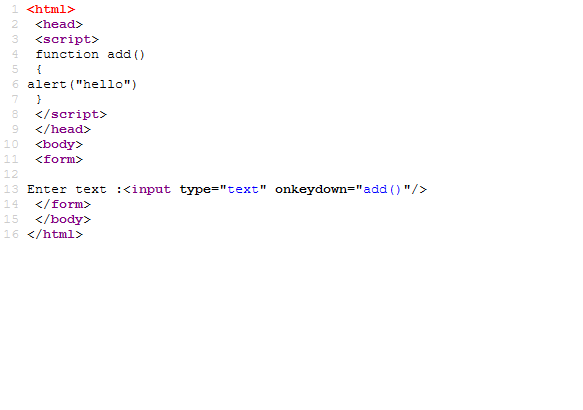 1 <html>
2 <head>
3 <script>
4 function add()
5 {
6 alert("hello")
7 }
8 </script>
9 </head>
10 <body>
11 <form>
12
13 Enter text :<input type="text" onkeydown="add()"/>
14 </form>
15 </body>
16 </html>